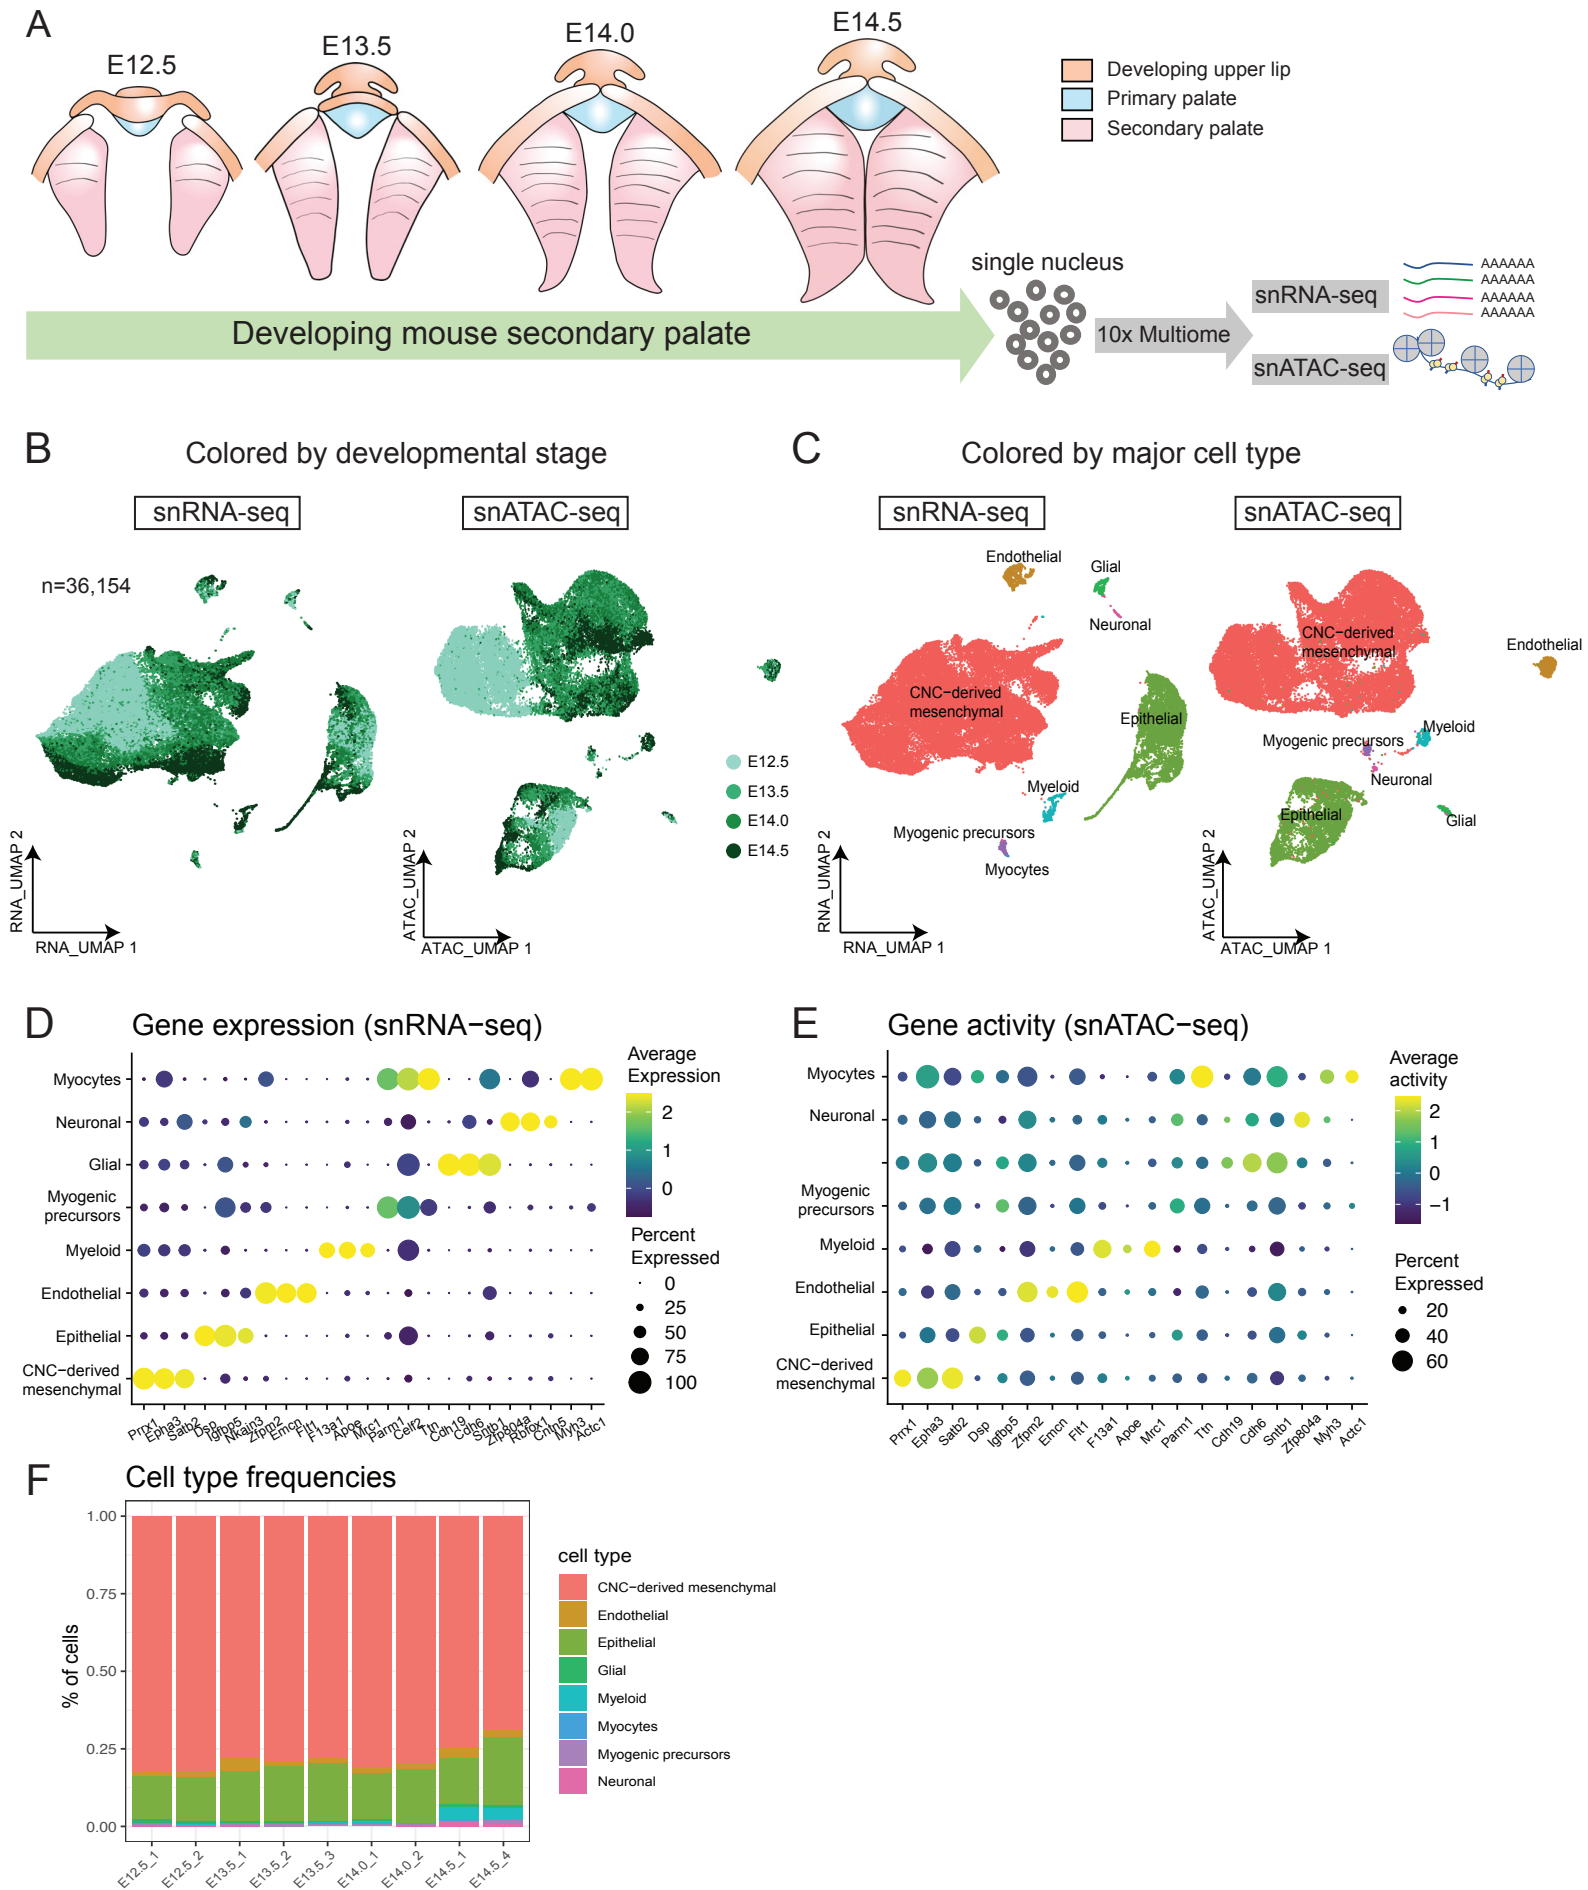 A
E12.5
E13.5
E14.0
E14.5
Developing upper lip
Primary palate
Secondary palate
Developing mouse secondary palate
single nucleus
10x Multiome
snRNA-seq
snATAC-seq
AAAAAA
AAAAAA
AAAAAA
AAAAAA
B
Colored by developmental stage
snRNA-seq
snATAC-seq
n=36,154
E12.5
E13.5
E14.0
E14.5
RNA_UMAP 2
RNA_UMAP 1
ATAC_UMAP 2
ATAC_UMAP 1
C
Colored by major cell type
snRNA-seq
snATAC-seq
Endothelial
Glial
Neuronal
CNC−derived
mesenchymal
Epithelial
Myeloid
Myogenic precursors
Myocytes
RNA_UMAP 2
RNA_UMAP 1
CNC−derived
mesenchymal
Endothelial
Myeloid
Myogenic precursors
Neuronal
Epithelial
Glial
ATAC_UMAP 2
ATAC_UMAP 1
D
Gene expression (snRNA−seq)
Myocytes
Neuronal
Glial
Myogenic
precursors
Myeloid
Endothelial
Epithelial
CNC−derived
mesenchymal
Prrx1
Epha3
Satb2
Dsp
Igfbp5
Nkain3
Zfpm2
Emcn
Flt1
F13a1
Apoe
Mrc1
Parm1
Celf2
Ttn
Cdh19
Cdh6
Sntb1
Zfp804a
Rbfox1
Cntn5
Myh3
Actc1
Average
Expression
2
1
0
Percent
Expressed
0
25
50
75
100
E
Gene activity (snATAC−seq)
Myocytes
Neuronal
Myogenic
precursors
Myeloid
Endothelial
Epithelial
CNC−derived
mesenchymal
Prrx1
Epha3
Satb2
Dsp
Igfbp5
Zfpm2
Emcn
Flt1
F13a1
Apoe
Mrc1
Parm1
Ttn
Cdh19
Cdh6
Sntb1
Zfp804a
Myh3
Actc1
Average
activity
2
1
0
−1
Percent
Expressed
20
40
60
F
Cell type frequencies
% of cells
1.00
0.75
0.50
0.25
0.00
E12.5_1
E12.5_2
E13.5_1
E13.5_2
E13.5_3
E14.0_1
E14.0_2
E14.5_1
E14.5_4
cell type
CNC−derived mesenchymal
Endothelial
Epithelial
Glial
Myeloid
Myocytes
Myogenic precursors
Neuronal